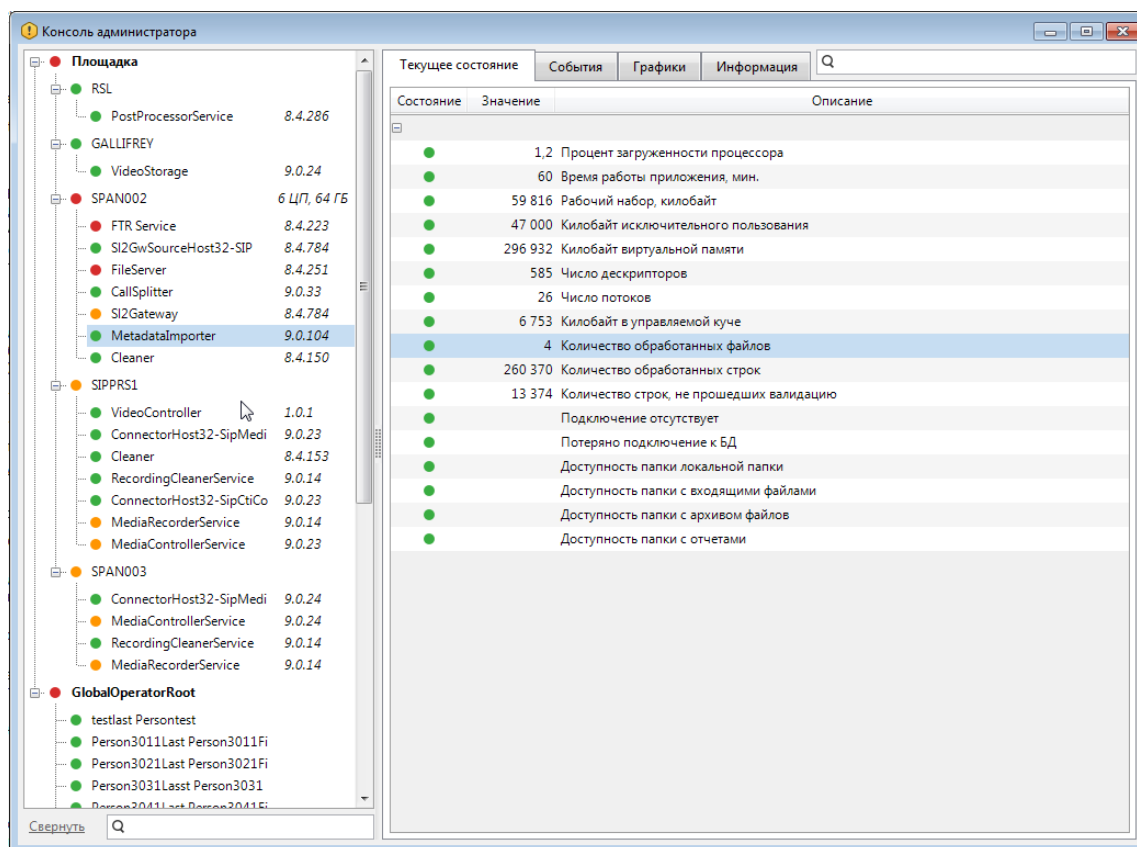 Консоль администратора
Площадка
RSL
PostProcessorService 8.4.286
GALLIFREY
VideoStorage 9.0.24
SPAN002 6 ЦП, 64 ГБ
FTR Service 8.4.223
SI2GwSourceHost32-SIP 8.4.784
FileServer 8.4.251
CallSplitter 9.0.33
SI2Gateway 8.4.784
MetadataImporter 9.0.104
Cleaner 8.4.150
SIPPRS1
VideoController 1.0.1
ConnectorHost32-SipMedi 9.0.23
Cleaner 8.4.153
RecordingCleanerService 9.0.14
ConnectorHost32-SipCtiCo 9.0.23
MediaRecorderService 9.0.14
MediaControllerService 9.0.23
SPAN003
ConnectorHost32-SipMedi 9.0.24
MediaControllerService 9.0.24
RecordingCleanerService 9.0.14
MediaRecorderService 9.0.14
GlobalOperatorRoot
testlast Persontest
Person3011Last Person3011Fi
Person3021Last Person3021Fi
Person3031Lasst Person3031
Person3041Last Person3041Fi
Свернуть
Текущее состояние События Графики Информация
Состояние Значение Описание
1,2 Процент загруженности процессора
60 Время работы приложения, мин.
59 816 Рабочий набор, килобайт
47 000 Килобайт исключительного пользования
296 932 Килобайт виртуальной памяти
585 Число дескрипторов
26 Число потоков
6 753 Килобайт в управляемой куче
4 Количество обработанных файлов
260 370 Количество обработанных строк
13 374 Количество строк, не прошедших валидацию
Подключение отсутствует
Потеряно подключение к БД
Доступность папки локальной папки
Доступность папки с входящими файлами
Доступность папки с архивом файлов
Доступность папки с отчетами